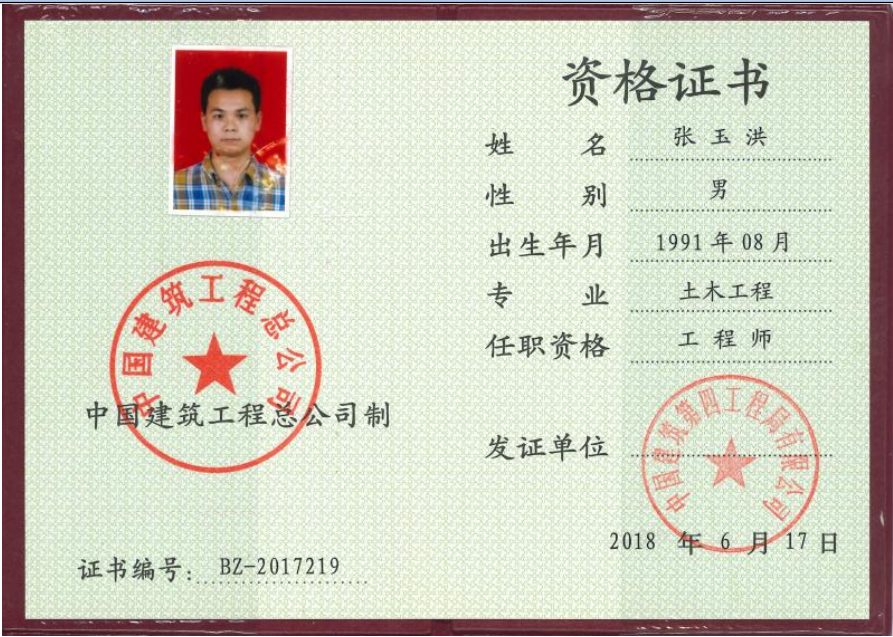 中国建筑工程总公司
中国建筑工程总公司制
证书编号： BZ-2017219
资格证书
姓名 张玉洪
性别 男
出生年月 1991年08月
专业 土木工程
任职资格 工程师
发证单位
中国建筑第四工程局有限公司
2018 年 6 月 17 日